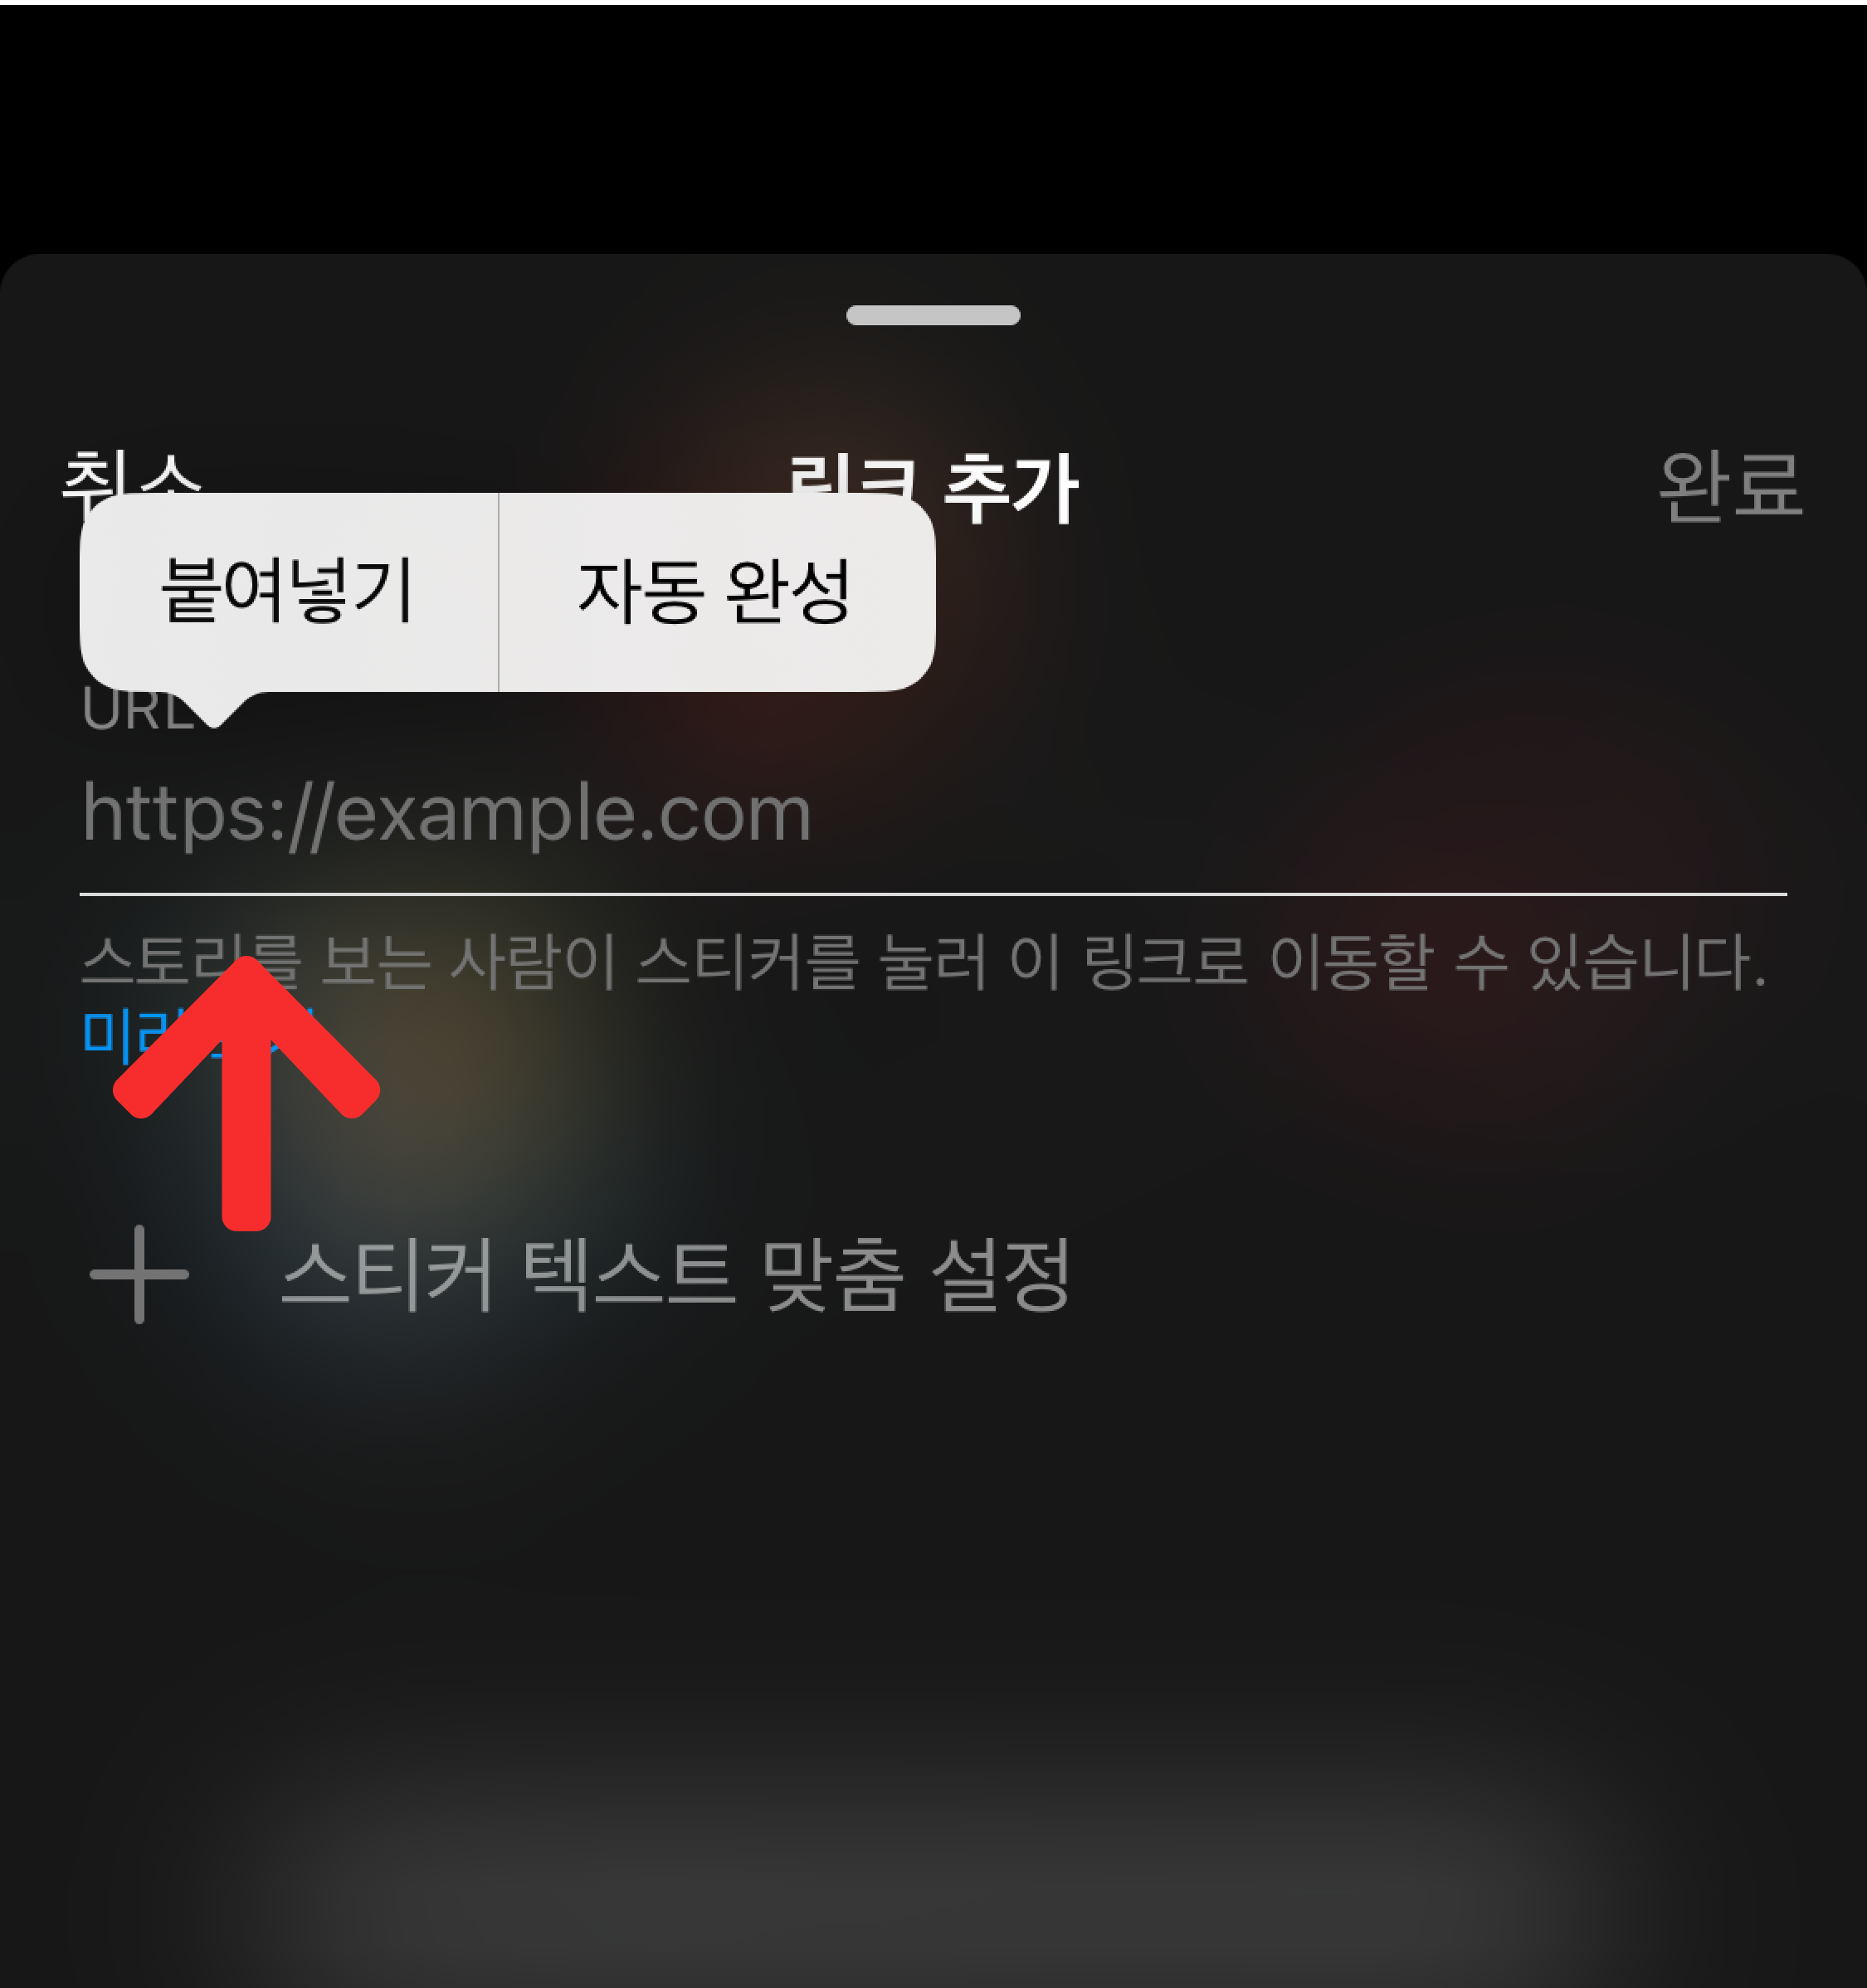 취소 링크 추가 완료
붙여넣기 자동 완성
URL
https://example.com
스토리를 보는 사람이 스티커를 눌러 이 링크로 이동할 수 있습니다.
스티커 텍스트 맞춤 설정